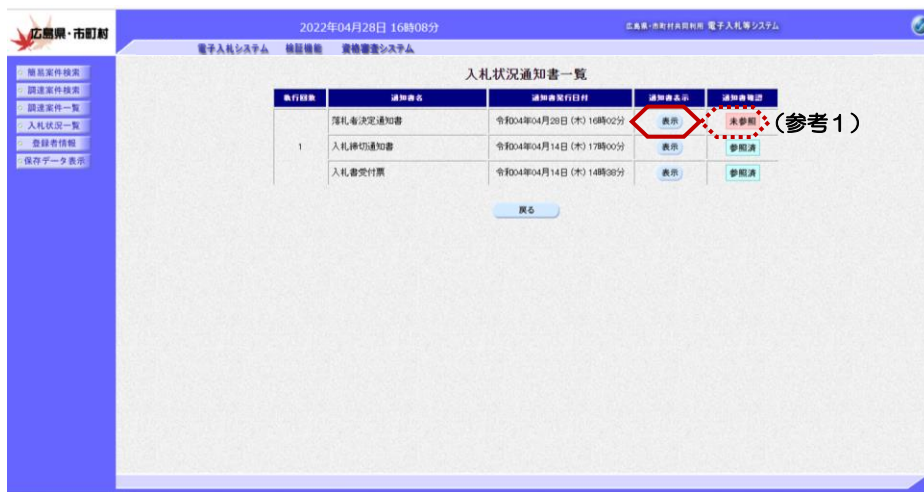 広島県・市町村
2022年04月28日 16時08分
広島県・市町村共同利用 電子入札等システム
電子入札システム 検証機能 資格審査システム
簡易案件検索
調達案件検索
調達案件一覧
入札状況一覧
登録者情報
保存データ表示
入札状況通知書一覧
執行回数 通知書名 通知書発行日付 通知書表示 通知書確認
落札者決定通知書 令和04年04月28日 (木) 16時02分 表示 未参照 (参考1)
1 入札締切通知書 令和04年04月14日 (木) 17時00分 表示 参照済
入札書受付票 令和04年04月14日 (木) 14時38分 表示 参照済
戻る